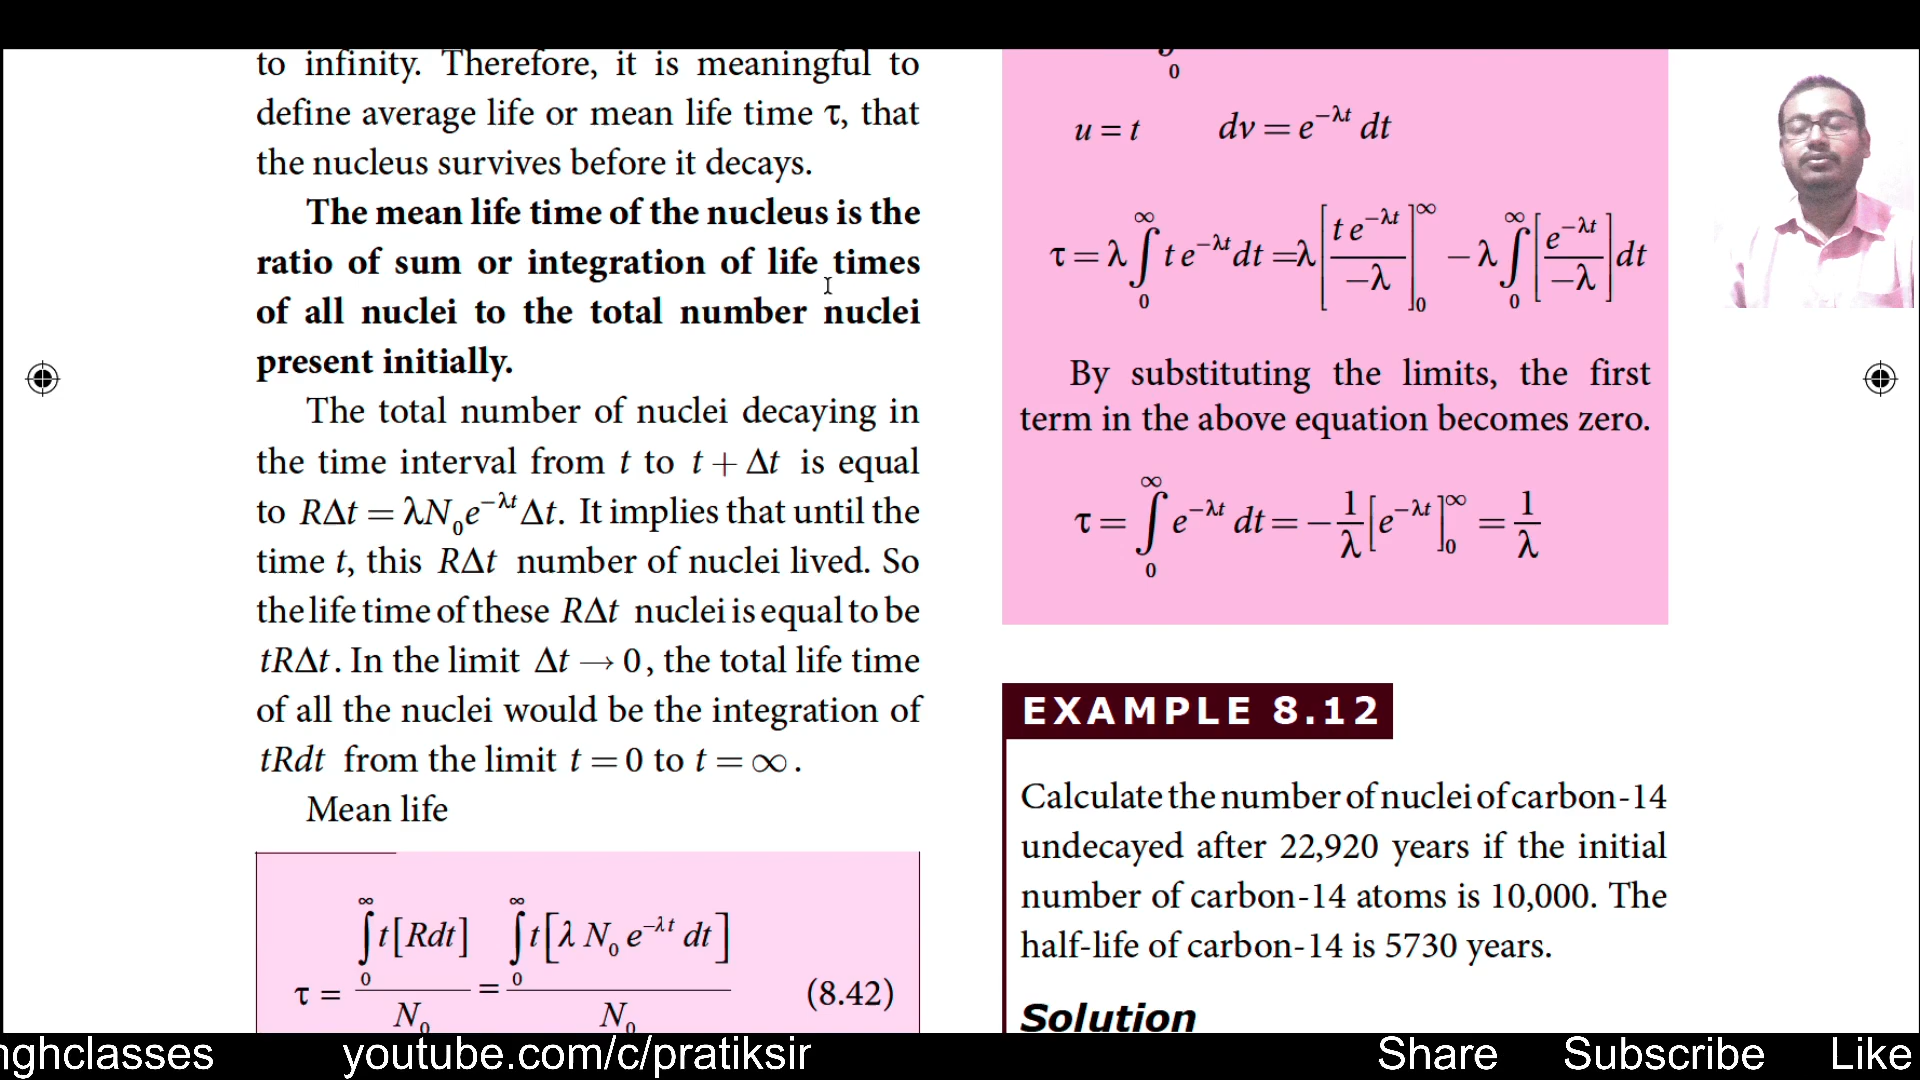 to infinity. Therefore, it is meaningful to
define average life or mean life time τ, that
the nucleus survives before it decays.
The mean life time of the nucleus is the
ratio of sum or integration of life times
of all nuclei to the total number nuclei
present initially.
The total number of nuclei decaying in
the time interval from t to t + Δt is equal
to RΔt = λN₀e^{−λt}Δt. It implies that until the
time t, this RΔt number of nuclei lived. So
the life time of these RΔt nuclei is equal to be
tRΔt. In the limit Δt → 0, the total life time
of all the nuclei would be the integration of
tRdt from the limit t = 0 to t = ∞.
Mean life
τ = ∫₀^∞ t[Rdt] / N₀ = ∫₀^∞ t[λ N₀ e^{−λt} dt] / N₀ (8.42)
0
u = t dv = e^{−λt} dt
τ = λ∫₀^∞ t e^{−λt} dt =λ[t e^{−λt} / −λ]₀^∞ − λ∫₀^∞ [e^{−λt} / −λ] dt
By substituting the limits, the first
term in the above equation becomes zero.
τ = ∫₀^∞ e^{−λt} dt = −1/λ [e^{−λt}]₀^∞ = 1/λ
EXAMPLE 8.12
Calculate the number of nuclei of carbon-14
undecayed after 22,920 years if the initial
number of carbon-14 atoms is 10,000. The
half-life of carbon-14 is 5730 years.
Solution
nghclasses youtube.com/c/pratiksir Share Subscribe Like